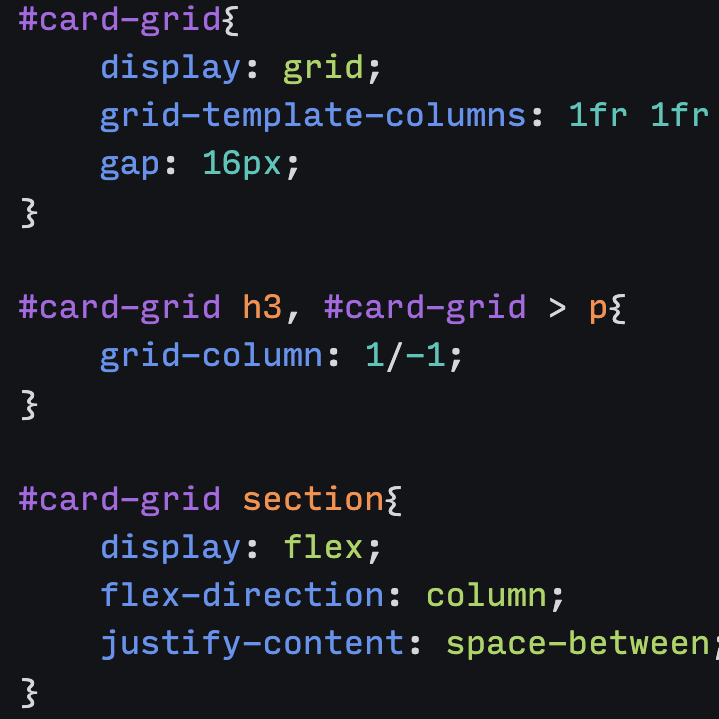 #card-grid{
display: grid;
grid-template-columns: 1fr 1fr
gap: 16px;
}
#card-grid h3, #card-grid > p{
grid-column: 1/-1;
}
#card-grid section{
display: flex;
flex-direction: column;
justify-content: space-between;
}